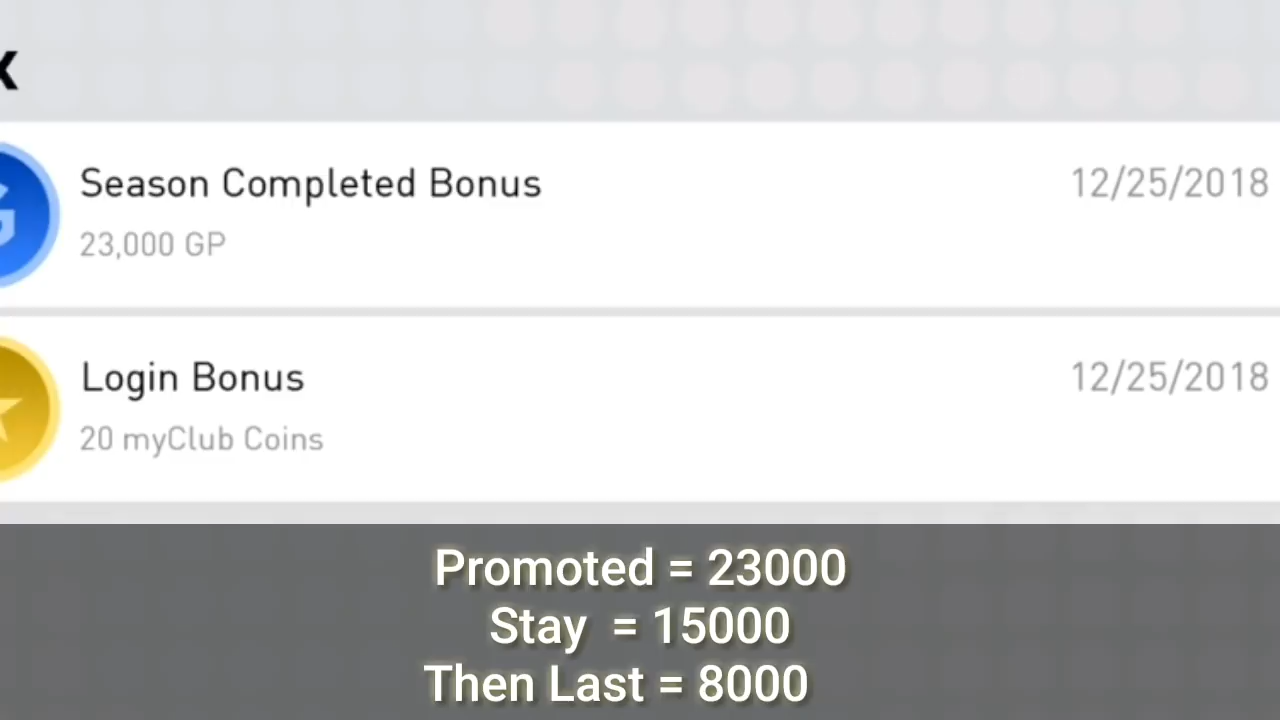 x
Season Completed Bonus 12/25/2018
23,000 GP
Login Bonus 12/25/2018
20 myClub Coins
Promoted = 23000
Stay = 15000
Then Last = 8000